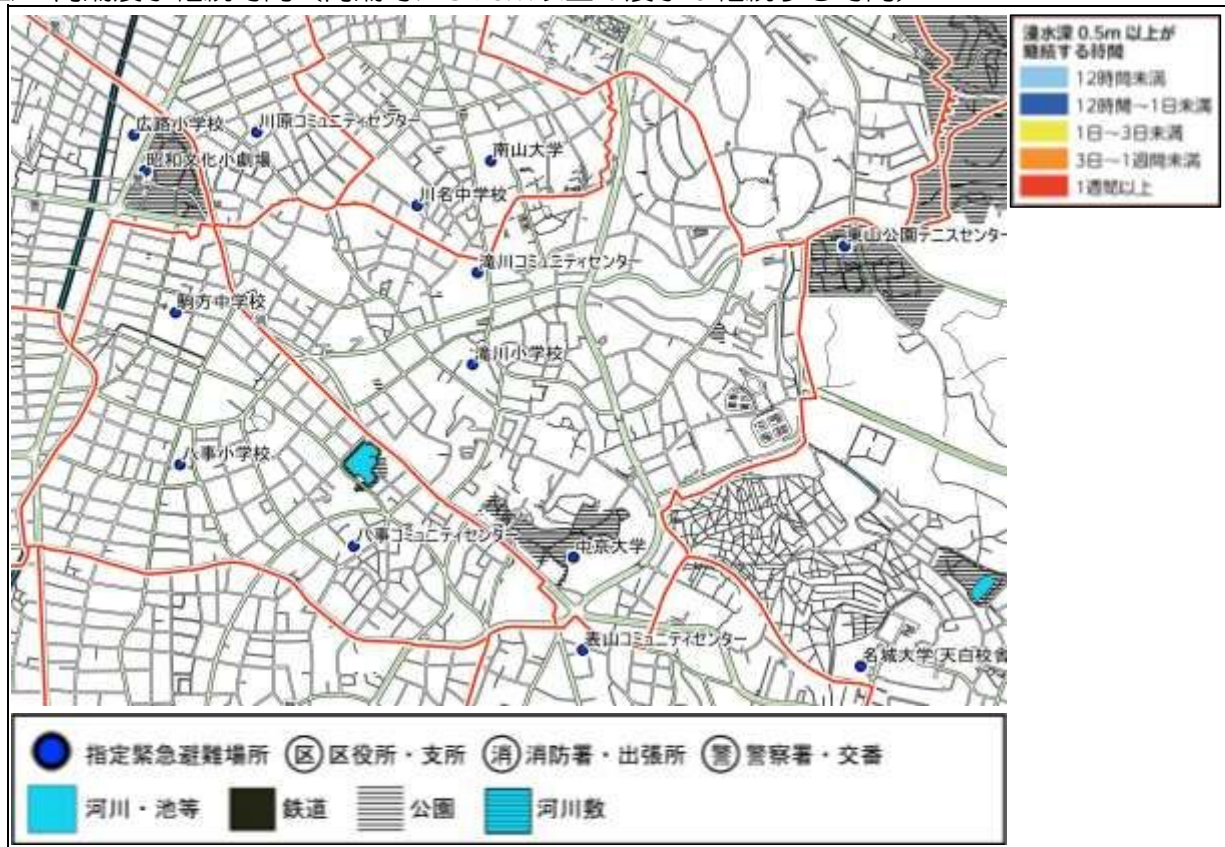 浸水深 0.5m 以上が
継続する時間
12時間未満
12時間～1日未満
1日～3日未満
3日～1週間未満
1週間以上
広路小学校
川原コミュニティセンター
昭和文化小劇場
南山大学
川名中学校
東山公園テニスセンター
滝川コミュニティセンター
駒方中学校
滝川小学校
八事小学校
八事コミュニティセンター
中京大学
表山コミュニティセンター
名城大学(天白校舎
指定緊急避難場所 区 区役所・支所 消 消防署・出張所 警 警察署・交番
河川・池等 鉄道 公園 河川敷